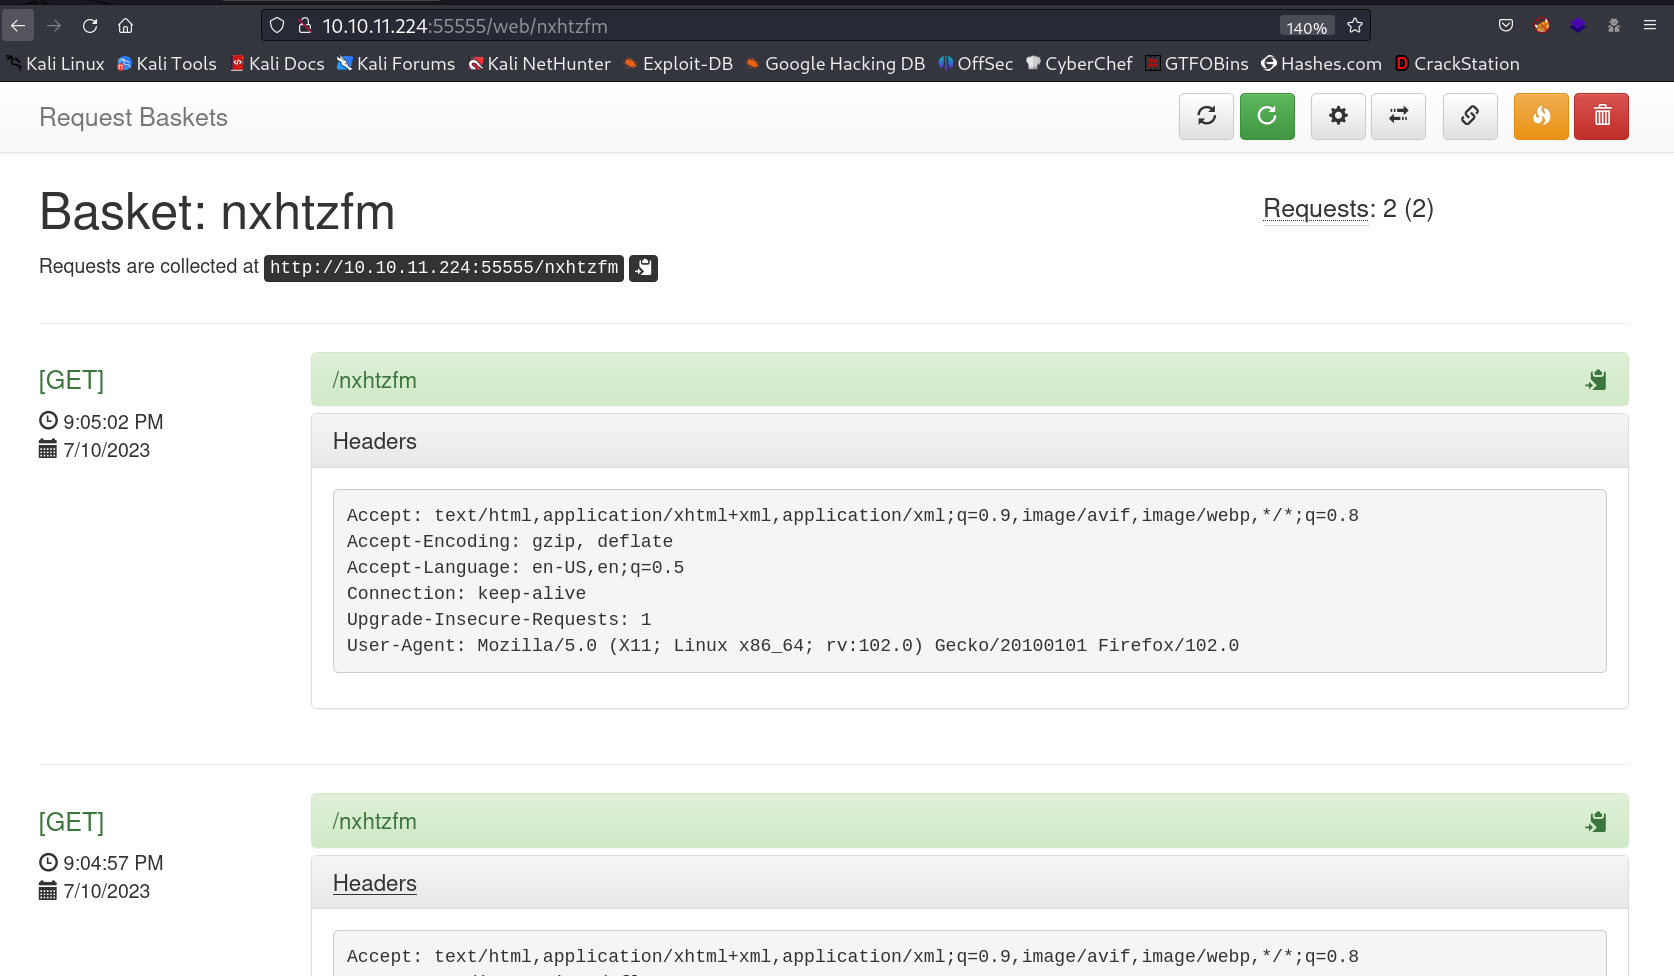 10.10.11.224:55555/web/nxhtzfm 140%
Kali Linux Kali Tools Kali Docs Kali Forums Kali NetHunter Exploit-DB Google Hacking DB OffSec CyberChef GTFOBins Hashes.com CrackStation
Request Baskets
Basket: nxhtzfm
Requests: 2 (2)
Requests are collected at http://10.10.11.224:55555/nxhtzfm
[GET]
9:05:02 PM
7/10/2023
/nxhtzfm
Headers
Accept: text/html,application/xhtml+xml,application/xml;q=0.9,image/avif,image/webp,*/*;q=0.8
Accept-Encoding: gzip, deflate
Accept-Language: en-US,en;q=0.5
Connection: keep-alive
Upgrade-Insecure-Requests: 1
User-Agent: Mozilla/5.0 (X11; Linux x86_64; rv:102.0) Gecko/20100101 Firefox/102.0
[GET]
9:04:57 PM
7/10/2023
/nxhtzfm
Headers
Accept: text/html,application/xhtml+xml,application/xml;q=0.9,image/avif,image/webp,*/*;q=0.8